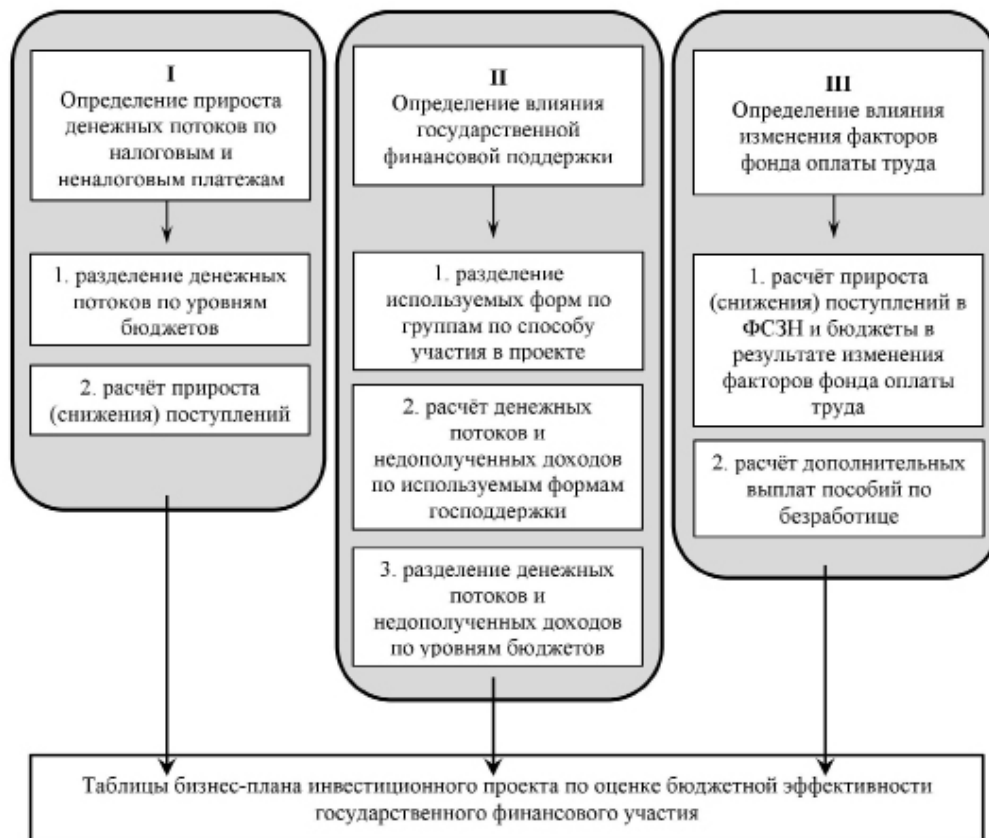 I
Определение прироста
денежных потоков по
налоговым и
неналоговым платежам
1. разделение денежных
потоков по уровням
бюджетов
2. расчёт прироста
(снижения) поступлений
II
Определение влияния
государственной
финансовой поддержки
1. разделение
используемых форм по
группам по способу
участия в проекте
2. расчёт денежных
потоков и
недополученных доходов
по используемым формам
господдержки
3. разделение денежных
потоков и
недополученных доходов
по уровням бюджетов
III
Определение влияния
изменения факторов
фонда оплаты труда
1. расчёт прироста
(снижения) поступлений в
ФСЗН и бюджеты в
результате изменения
факторов фонда оплаты
труда
2. расчёт дополнительных
выплат пособий по
безработице
Таблицы бизнес-плана инвестиционного проекта по оценке бюджетной эффективности
государственного финансового участия